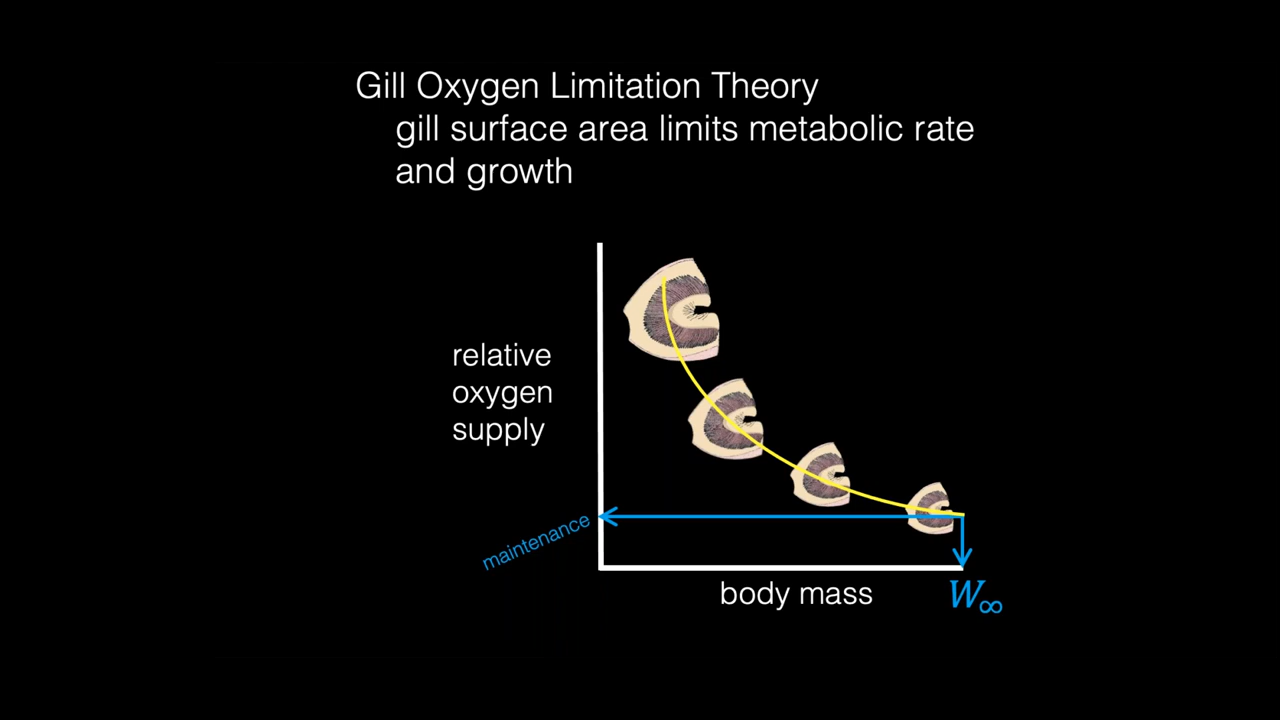 Gill Oxygen Limitation Theory
gill surface area limits metabolic rate
and growth
relative
oxygen
supply
maintenance
body mass
W∞